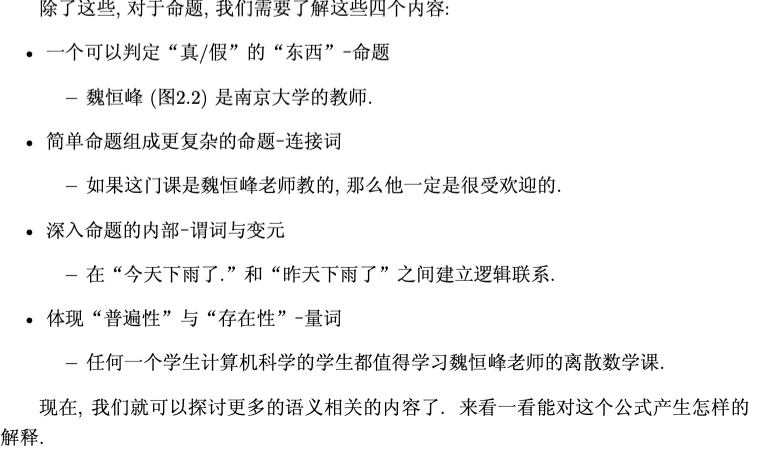 除了这些, 对于命题, 我们需要了解这些四个内容:
• 一个可以判定“真/假”的“东西”-命题
– 魏恒峰 (图2.2) 是南京大学的教师.
• 简单命题组成更复杂的命题-连接词
– 如果这门课是魏恒峰老师教的, 那么他一定是很受欢迎的.
• 深入命题的内部-谓词与变元
– 在“今天下雨了.”和“昨天下雨了”之间建立逻辑联系.
• 体现“普遍性”与“存在性”-量词
– 任何一个学生计算机科学的学生都值得学习魏恒峰老师的离散数学课.
现在, 我们就可以探讨更多的语义相关的内容了. 来看一看能对这个公式产生怎样的
解释.